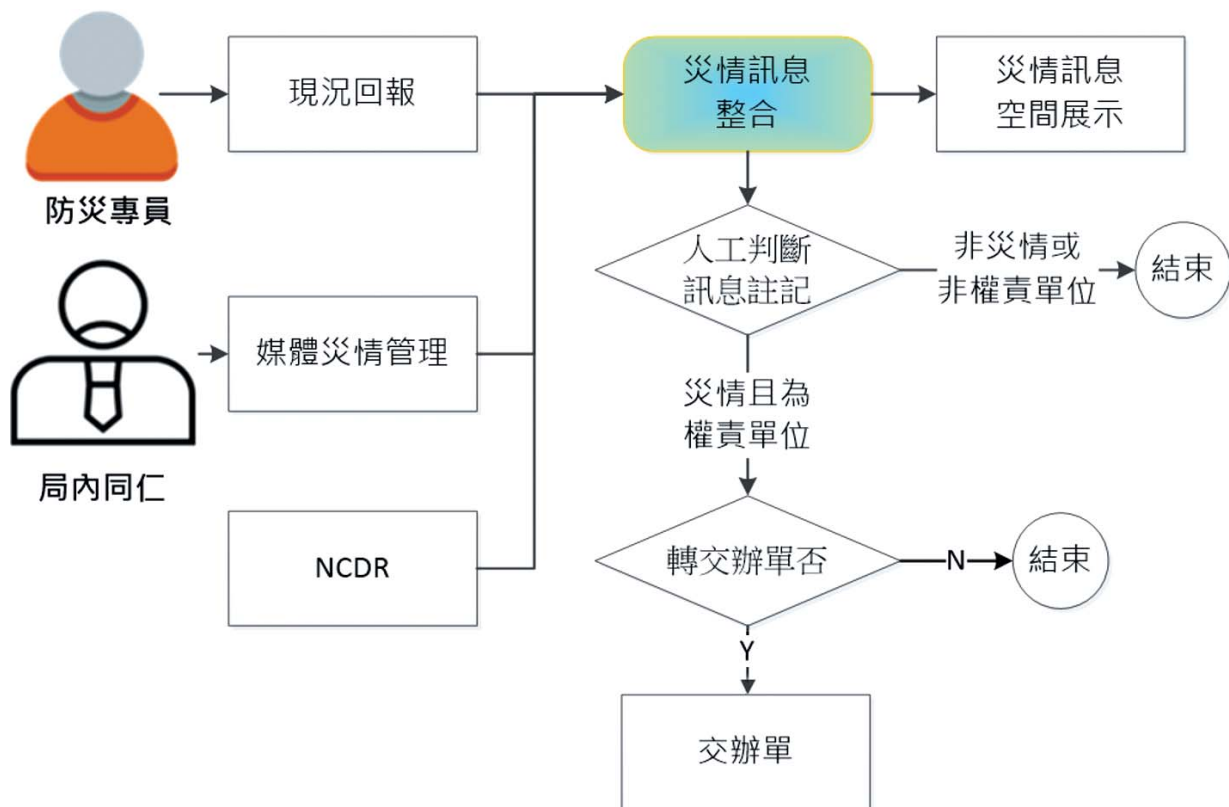 防災專員
現況回報
災情訊息
整合
災情訊息
空間展示
人工判斷
訊息註記
非災情或
非權責單位
結束
局內同仁
媒體災情管理
災情且為
權責單位
NCDR
轉交辦單否
N
結束
Y
交辦單